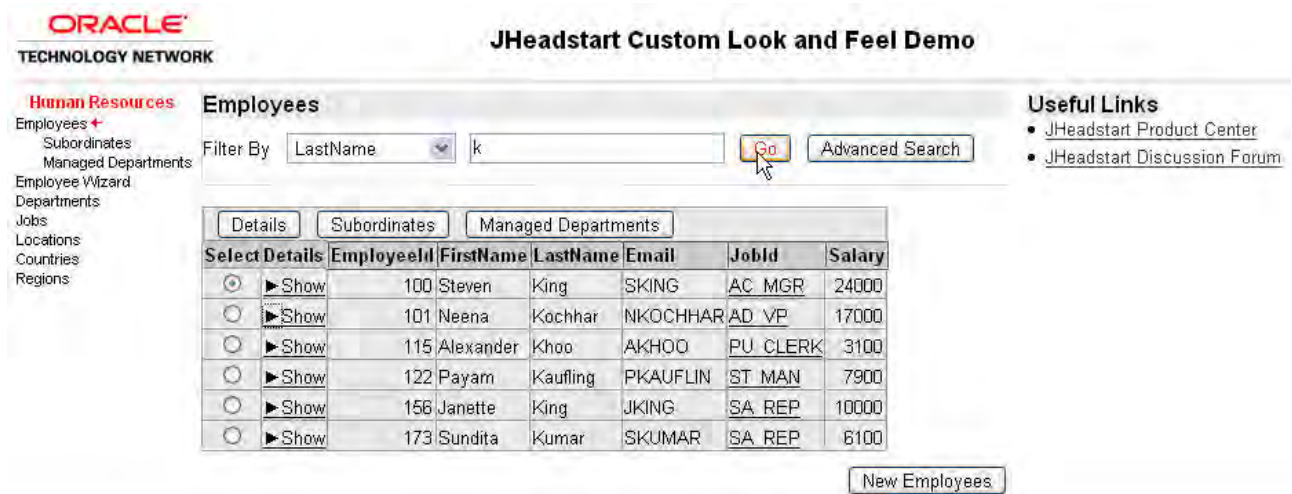 ORACLE
TECHNOLOGY NETWORK
JHeadstart Custom Look and Feel Demo
Human Resources
Employees
Subordinates
Managed Departments
Employee Wizard
Departments
Jobs
Locations
Countries
Regions
Employees
Filter By LastName k Go Advanced Search
Details Subordinates Managed Departments
Select Details EmployeeId FirstName LastName Email JobId Salary
Show 100 Steven King SKING AC_MGR 24000
Show 101 Neena Kochhar NKOCHHAR AD_VP 17000
Show 115 Alexander Khoo AKHOO PU_CLERK 3100
Show 122 Payam Kaufling PKAUFLIN ST_MAN 7900
Show 156 Janette King JKING SA_REP 10000
Show 173 Sundita Kumar SKUMAR SA_REP 6100
New Employees
Useful Links
• JHeadstart Product Center
• JHeadstart Discussion Forum